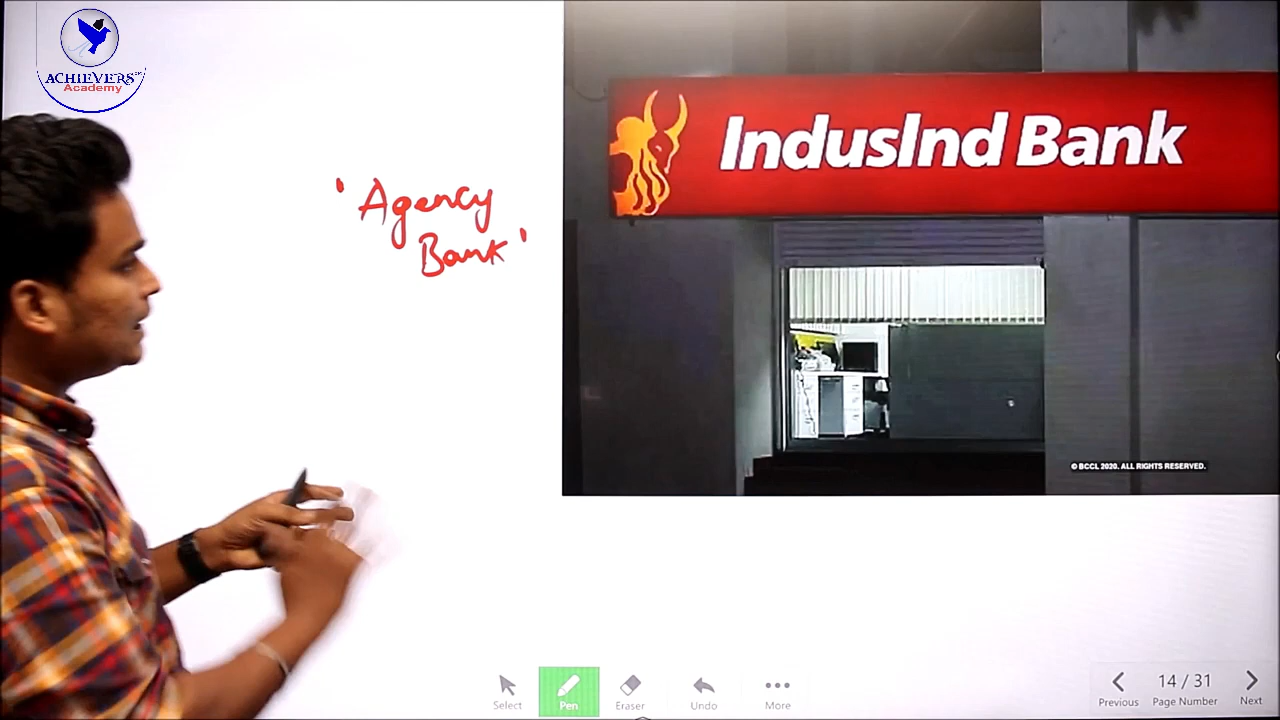 ACHIEVERS
Academy
'Agency
Bank'
IndusInd Bank
© BCCL 2020. ALL RIGHTS RESERVED.
Select
Pen
Eraser
Undo
More
Previous
14 / 31
Page Number
Next